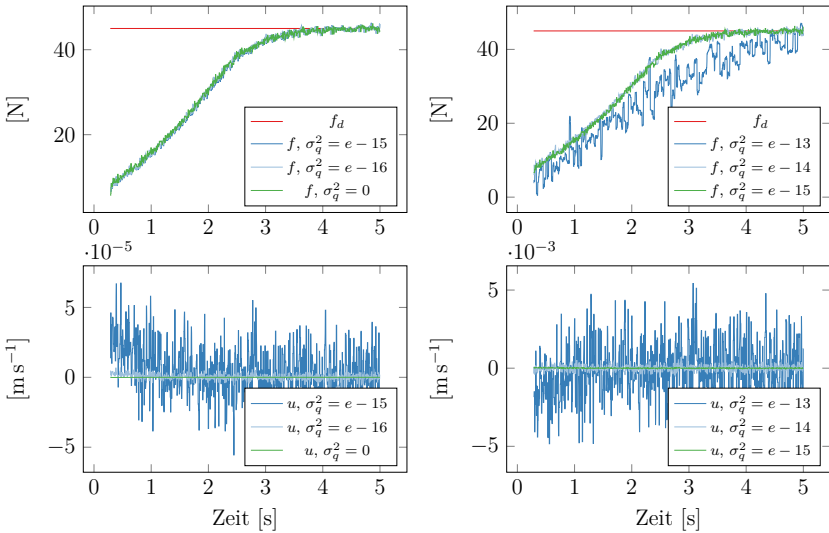 [N]
40
20
0
1
2
3
4
5
f_d
f, σ_q^2 = e − 15
f, σ_q^2 = e − 16
f, σ_q^2 = 0
[N]
40
20
0
0
1
2
3
4
5
f_d
f, σ_q^2 = e − 13
f, σ_q^2 = e − 14
f, σ_q^2 = e − 15
·10^−5
[m s^−1]
5
0
−5
0
1
2
3
4
5
u, σ_q^2 = e − 15
u, σ_q^2 = e − 16
u, σ_q^2 = 0
Zeit [s]
·10^−3
[m s^−1]
5
0
−5
0
1
2
3
4
5
u, σ_q^2 = e − 13
u, σ_q^2 = e − 14
u, σ_q^2 = e − 15
Zeit [s]